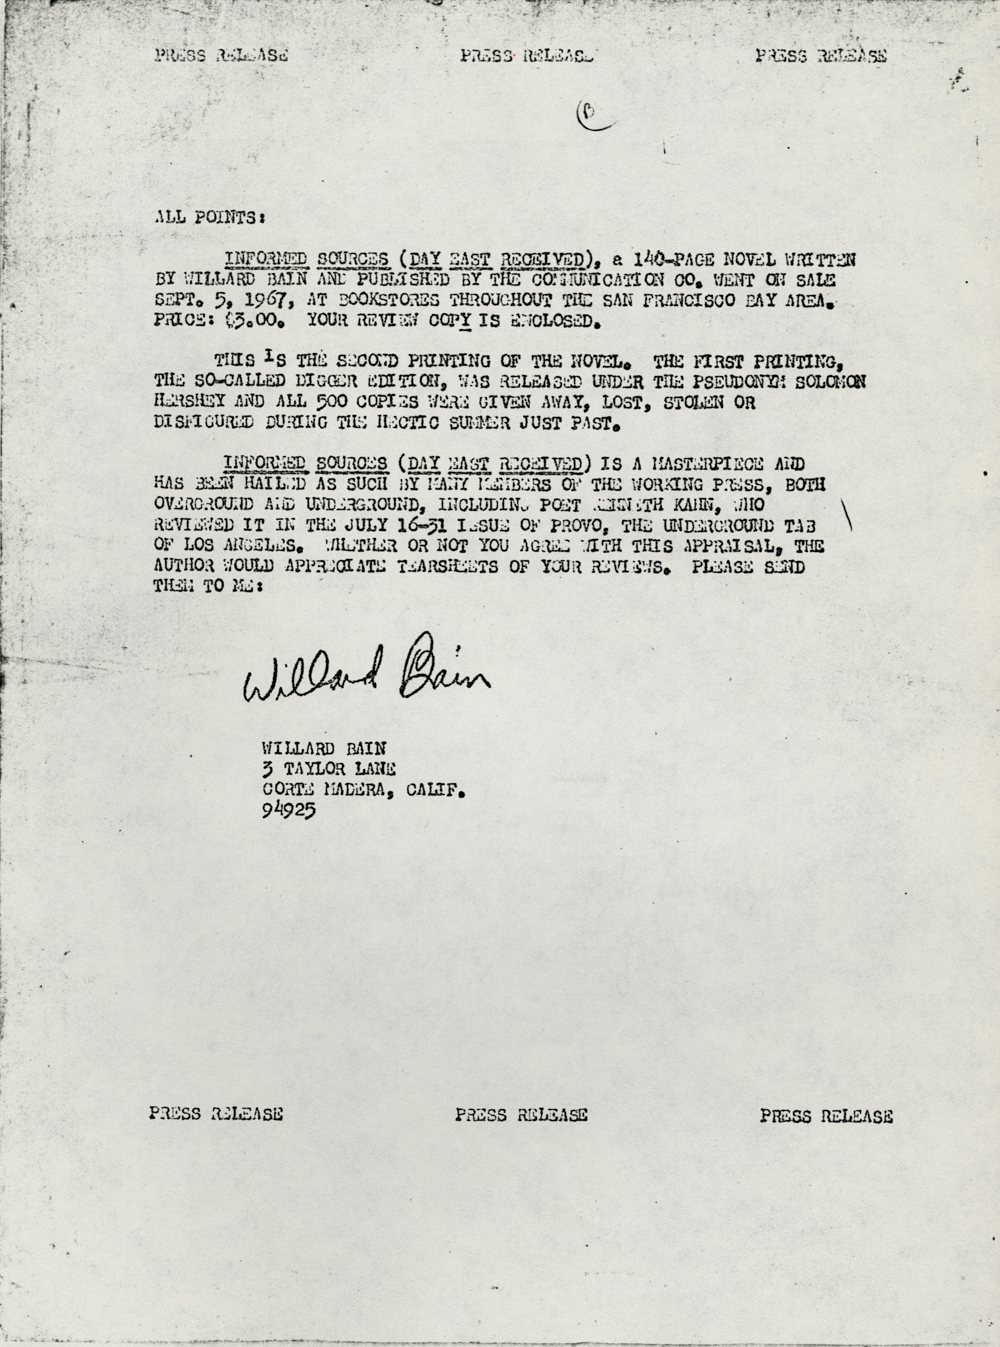 PRESS RELEASE PRESS RELEASE PRESS RELEASE
B
ALL POINTS:
INFORMED SOURCES (DAY EAST RECEIVED), a 140-PAGE NOVEL WRITTEN
BY WILLARD BAIN AND PUBLISHED BY THE COMMUNICATION CO. WENT ON SALE
SEPT. 5, 1967, AT BOOKSTORES THROUGHOUT THE SAN FRANCISCO BAY AREA.
PRICE: $3.00. YOUR REVIEW COPY IS ENCLOSED.
THIS IS THE SECOND PRINTING OF THE NOVEL. THE FIRST PRINTING,
THE SO-CALLED DIGGER EDITION, WAS RELEASED UNDER THE PSEUDONYM SOLOMON
HERSHEY AND ALL 500 COPIES WERE GIVEN AWAY, LOST, STOLEN OR
DISFIGURED DURING THE HECTIC SUMMER JUST PAST.
INFORMED SOURCES (DAY EAST RECEIVED) IS A MASTERPIECE AND
HAS BEEN HAILED AS SUCH BY MANY MEMBERS OF THE WORKING PRESS, BOTH
OVERGROUND AND UNDERGROUND, INCLUDING POET KENNETH KAHN, WHO
REVIEWED IT IN THE JULY 16-31 ISSUE OF PROVO, THE UNDERGROUND TAB
OF LOS ANGELES. WHETHER OR NOT YOU AGREE WITH THIS APPRAISAL, THE
AUTHOR WOULD APPRECIATE TEARSHEETS OF YOUR REVIEWS. PLEASE SEND
THEM TO ME:
Willard Bain
WILLARD BAIN
3 TAYLOR LANE
CORTE MADERA, CALIF.
94925
PRESS RELEASE PRESS RELEASE PRESS RELEASE